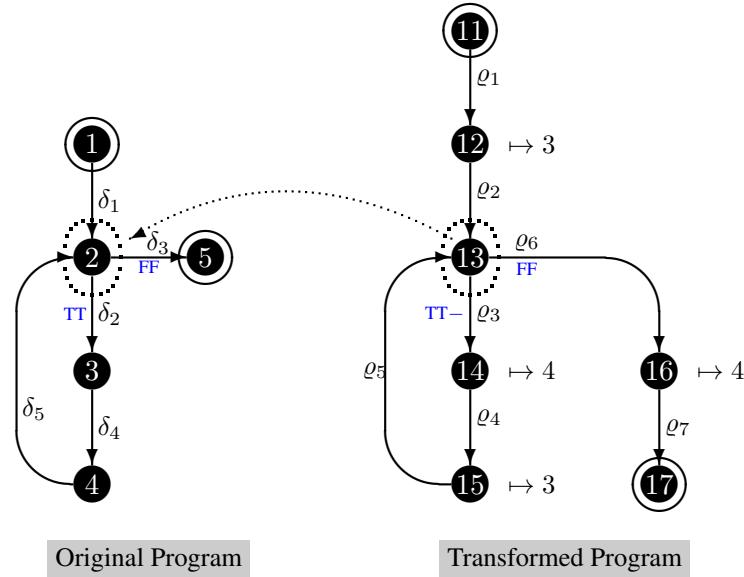 11
ϱ1
1
12 ↦ 3
δ1
ϱ2
2
δ3
FF
5
13
ϱ6
FF
TT
δ2
TT−
ϱ3
3
14 ↦ 4
16 ↦ 4
δ5
δ4
ϱ5
ϱ4
ϱ7
4
15 ↦ 3
17
Original Program
Transformed Program